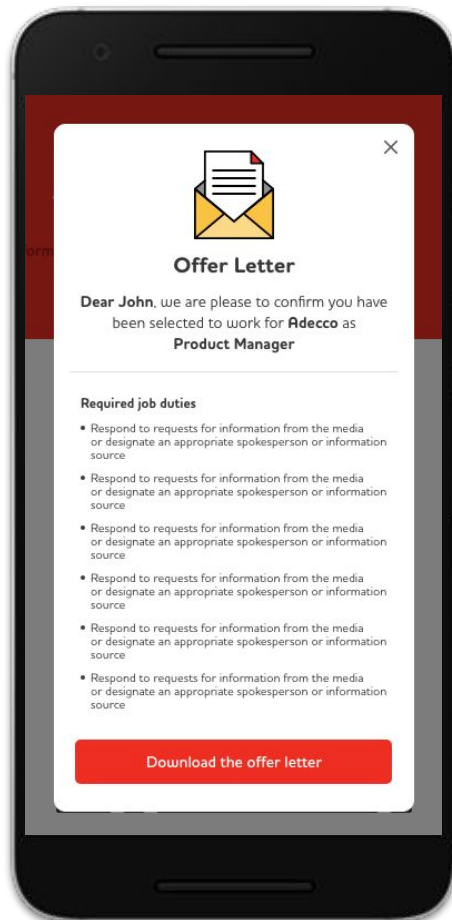 form
Offer Letter
Dear John, we are please to confirm you have
been selected to work for Adecco as
Product Manager
Required job duties
• Respond to requests for information from the media
or designate an appropriate spokesperson or information
source
• Respond to requests for information from the media
or designate an appropriate spokesperson or information
source
• Respond to requests for information from the media
or designate an appropriate spokesperson or information
source
• Respond to requests for information from the media
or designate an appropriate spokesperson or information
source
• Respond to requests for information from the media
or designate an appropriate spokesperson or information
source
• Respond to requests for information from the media
or designate an appropriate spokesperson or information
source
Download the offer letter